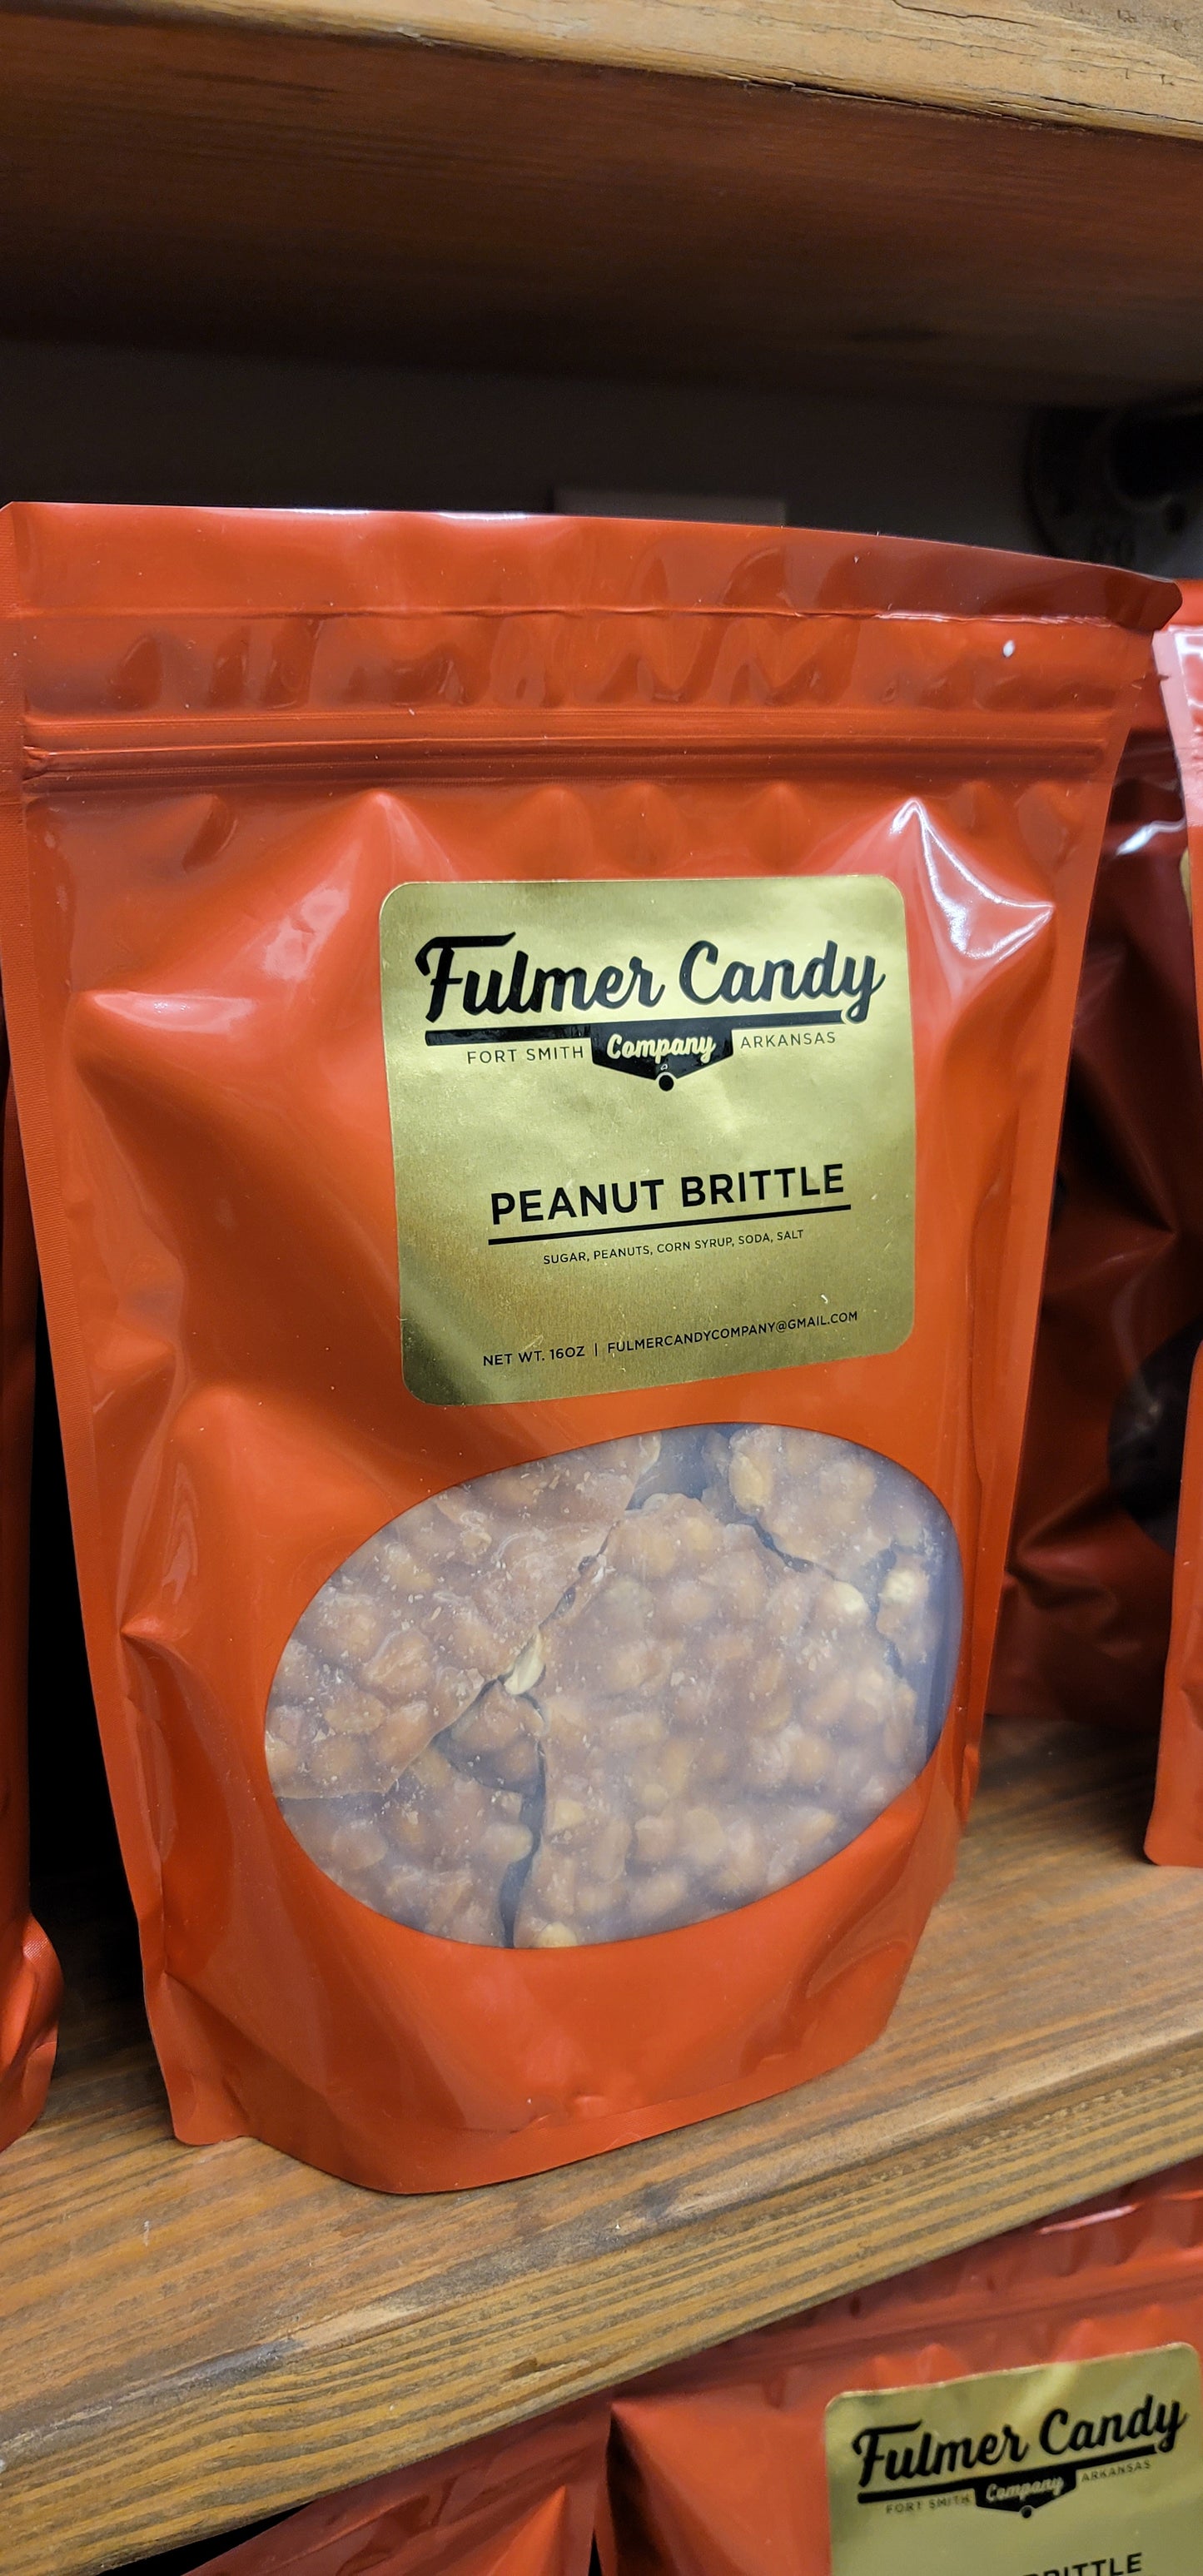 Fulmer Candy
FORT SMITH Company ARKANSAS
PEANUT BRITTLE
SUGAR, PEANUTS, CORN SYRUP, SODA, SALT
NET WT. 16OZ | FULMERCANDYCOMPANY@GMAIL.COM
Fulmer Candy
FORT SMITH Company ARKANSAS
BRITTLE